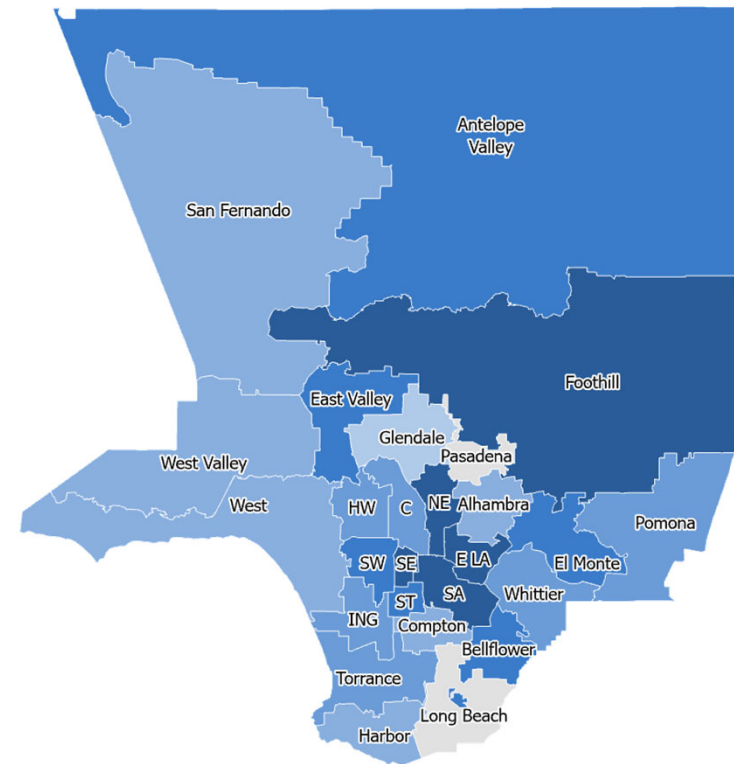 Antelope
Valley
San Fernando
Foothill
East Valley
Glendale
Pasadena
West Valley
West
HW
C
NE
Alhambra
Pomona
SW
SE
E LA
El Monte
ST
SA
Whittier
ING
Compton
Bellflower
Torrance
Long Beach
Harbor